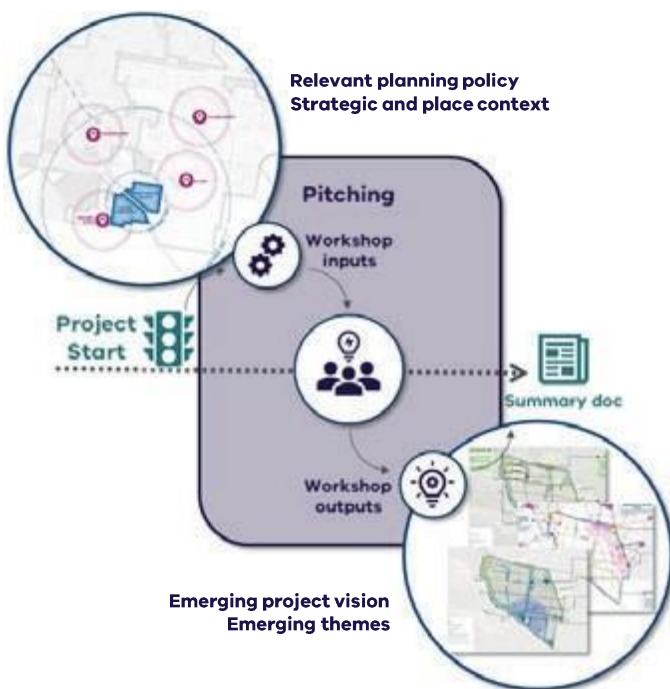 Relevant planning policy
Strategic and place context
Pitching
Workshop
inputs
Project
Start
Summary doc
Workshop
outputs
Emerging project vision
Emerging themes